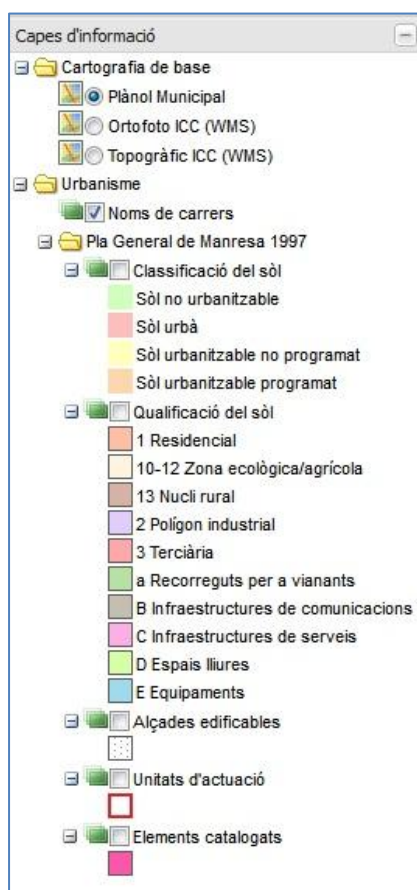 Capes d'informació
Cartografia de base
Plànol Municipal
Ortofoto ICC (WMS)
Topogràfic ICC (WMS)
Urbanisme
Noms de carrers
Pla General de Manresa 1997
Classificació del sòl
Sòl no urbanitzable
Sòl urbà
Sòl urbanitzable no programat
Sòl urbanitzable programat
Qualificació del sòl
1 Residencial
10-12 Zona ecològica/agrícola
13 Nucli rural
2 Polígon industrial
3 Terciària
a Recorreguts per a vianants
B Infraestructures de comunicacions
C Infraestructures de serveis
D Espais lliures
E Equipaments
Alçades edificables
Unitats d'actuació
Elements catalogats